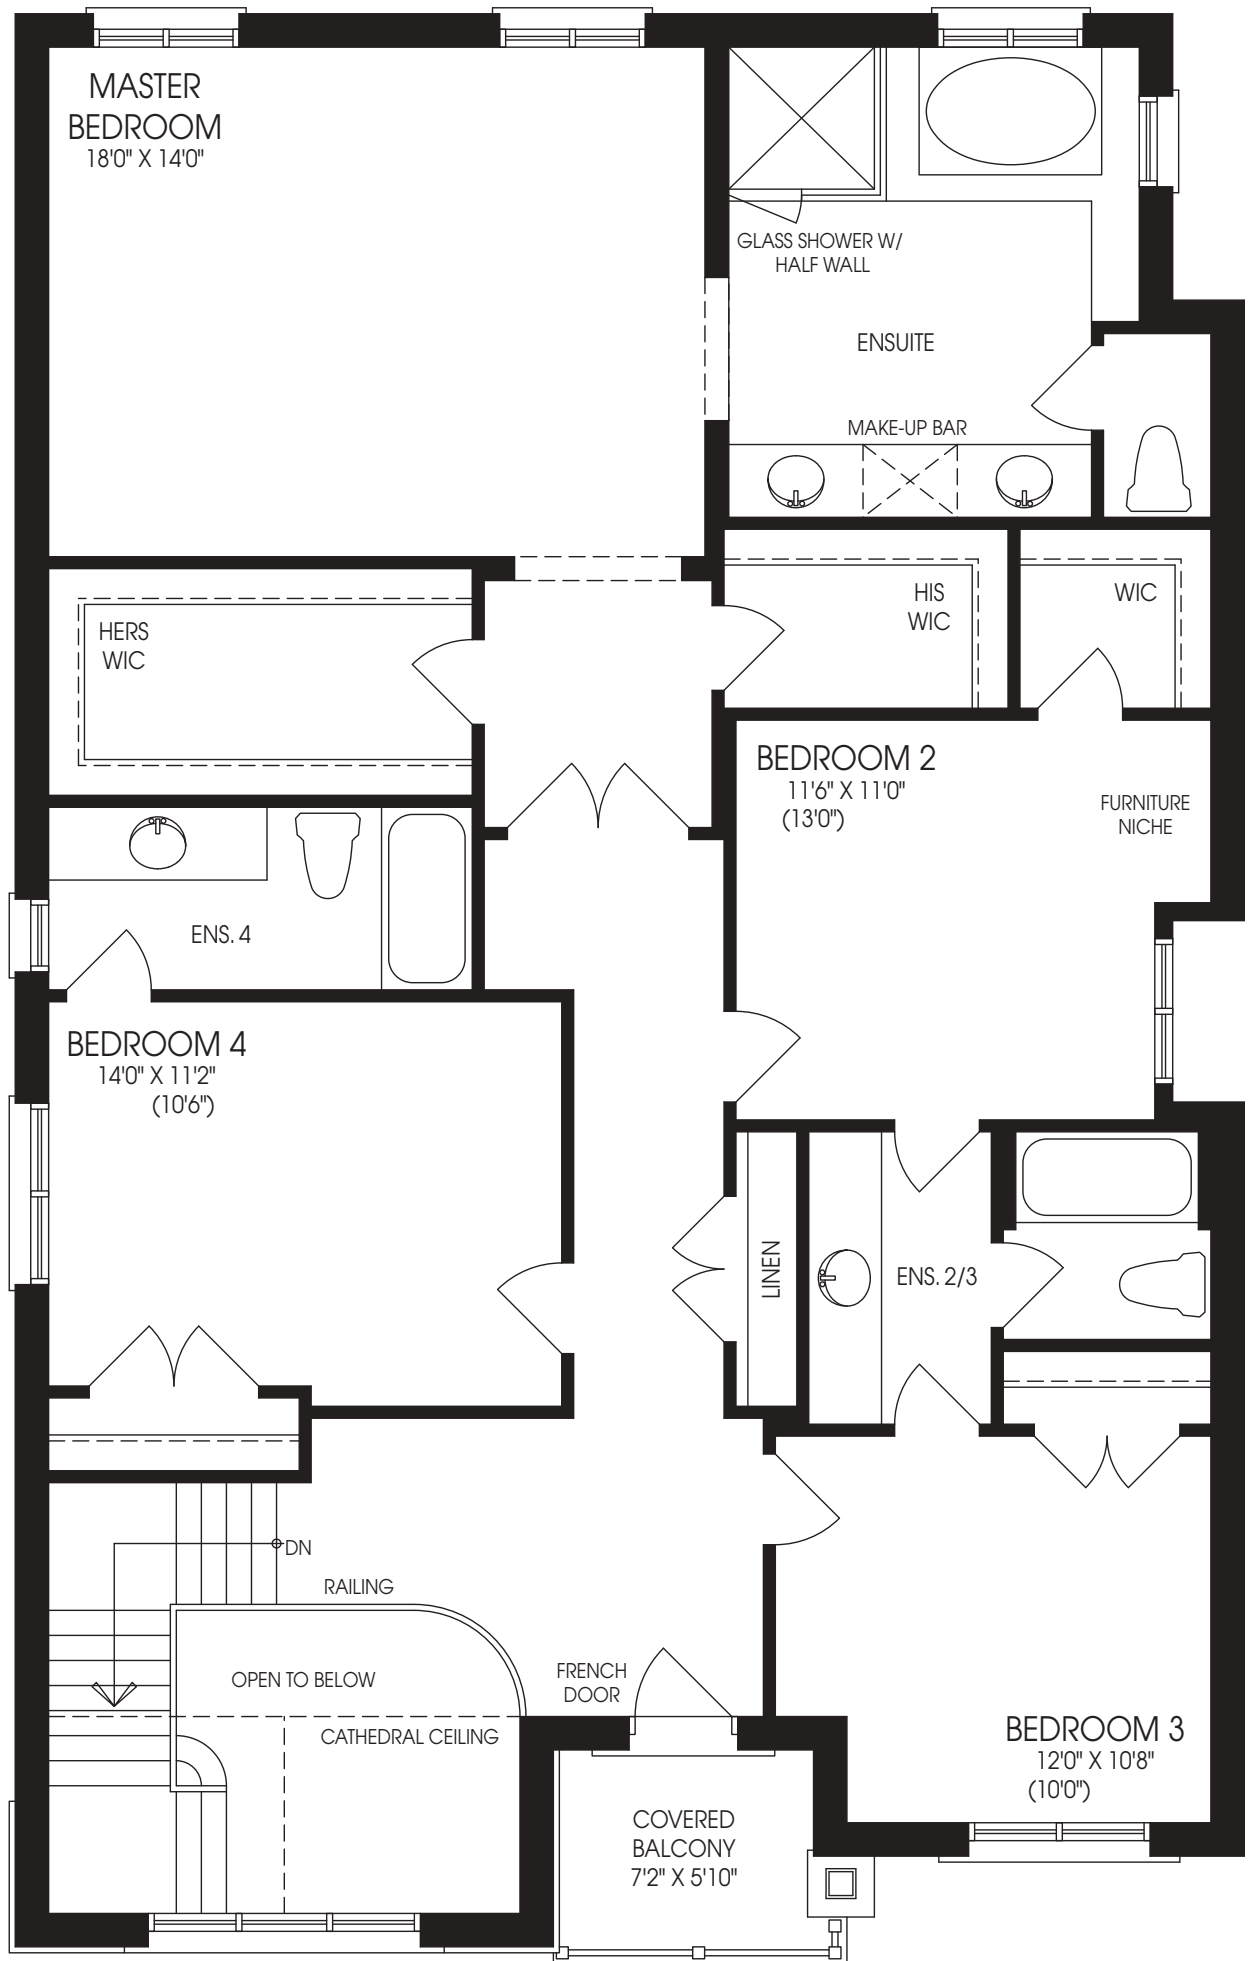 MASTER
BEDROOM
18'0" X 14'0"
GLASS SHOWER W/
HALF WALL
ENSUITE
MAKE-UP BAR
HERS
WIC
HIS
WIC
WIC
BEDROOM 2
11'6" X 11'0"
(13'0")
FURNITURE
NICHE
ENS. 4
BEDROOM 4
14'0" X 11'2"
(10'6")
LINEN
ENS. 2/3
DN
RAILING
OPEN TO BELOW
CATHEDRAL CEILING
FRENCH
DOOR
BEDROOM 3
12'0" X 10'8"
(10'0")
COVERED
BALCONY
7'2" X 5'10"